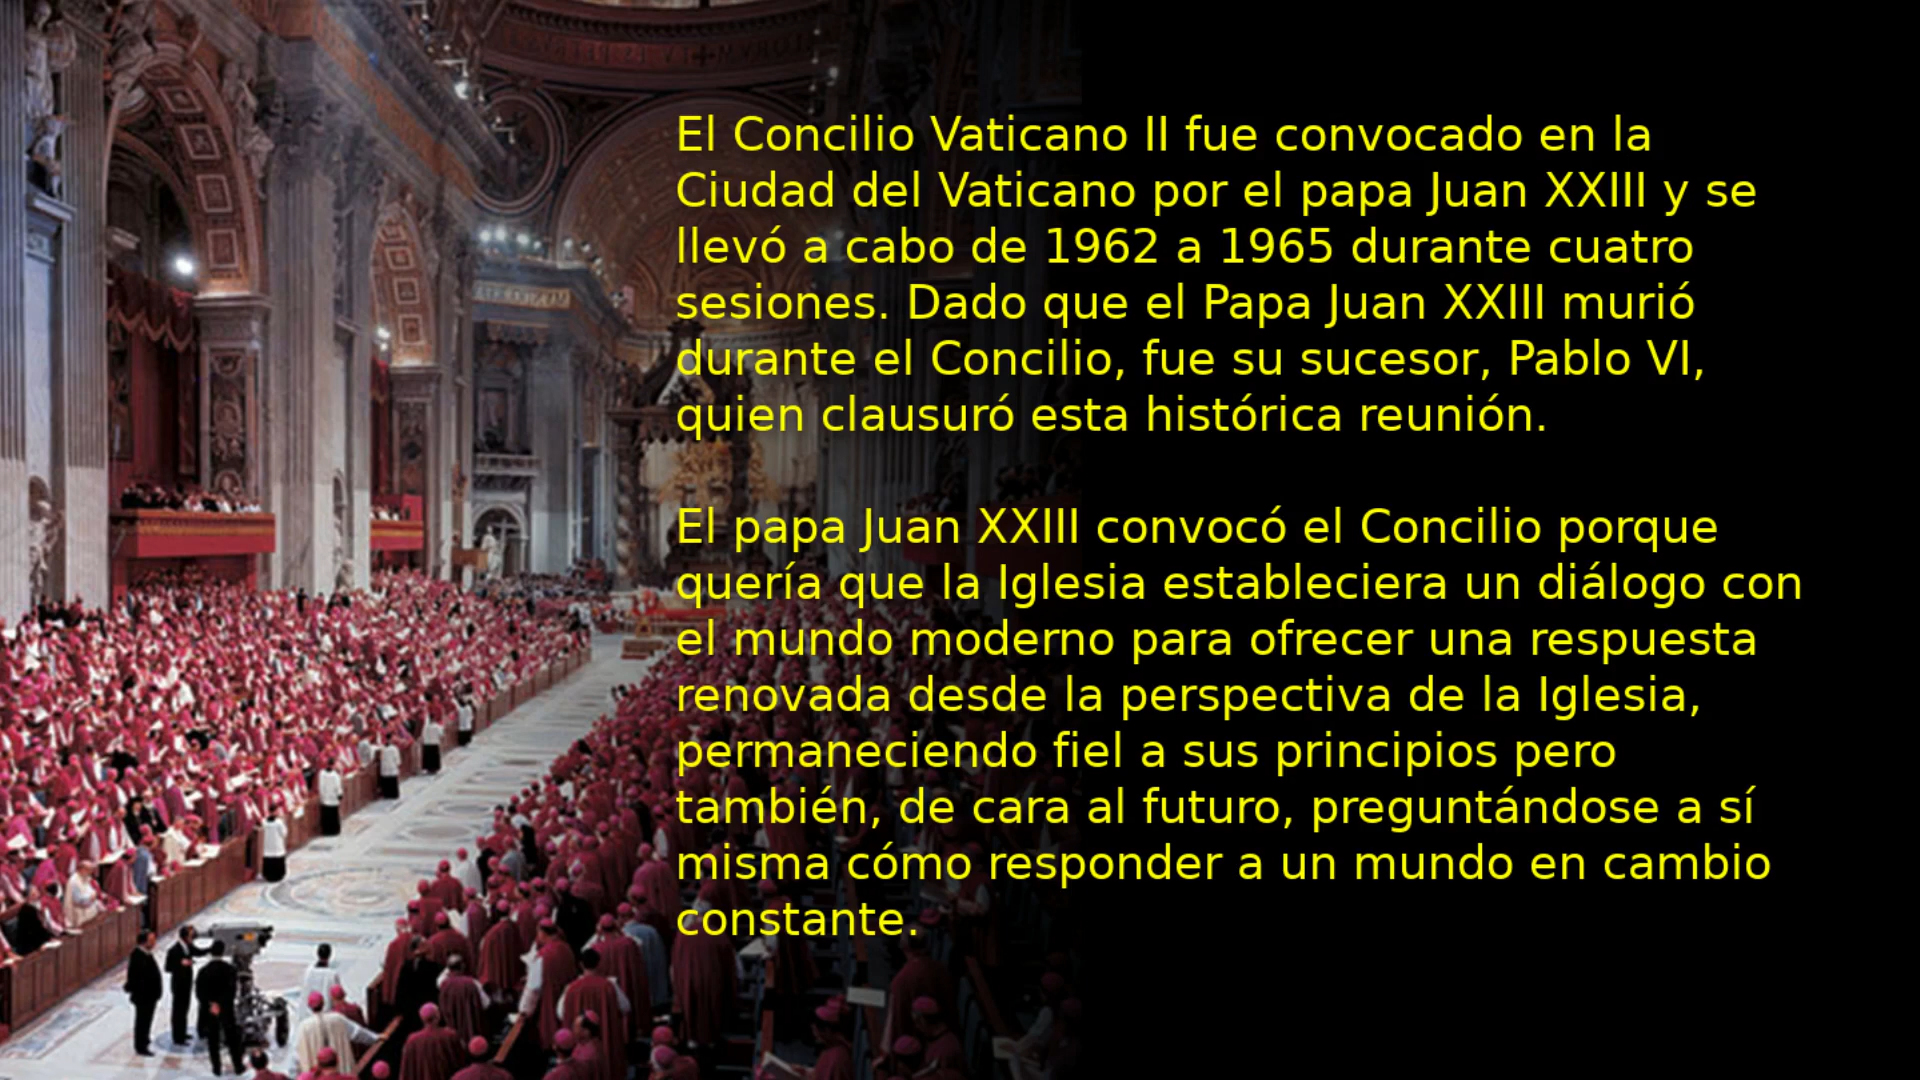 El Concilio Vaticano II fue convocado en la
Ciudad del Vaticano por el papa Juan XXIII y se
llevó a cabo de 1962 a 1965 durante cuatro
sesiones. Dado que el Papa Juan XXIII murió
durante el Concilio, fue su sucesor, Pablo VI,
quien clausuró esta histórica reunión.
El papa Juan XXIII convocó el Concilio porque
quería que la Iglesia estableciera un diálogo con
el mundo moderno para ofrecer una respuesta
renovada desde la perspectiva de la Iglesia,
permaneciendo fiel a sus principios pero
también, de cara al futuro, preguntándose a sí
misma cómo responder a un mundo en cambio
constante.